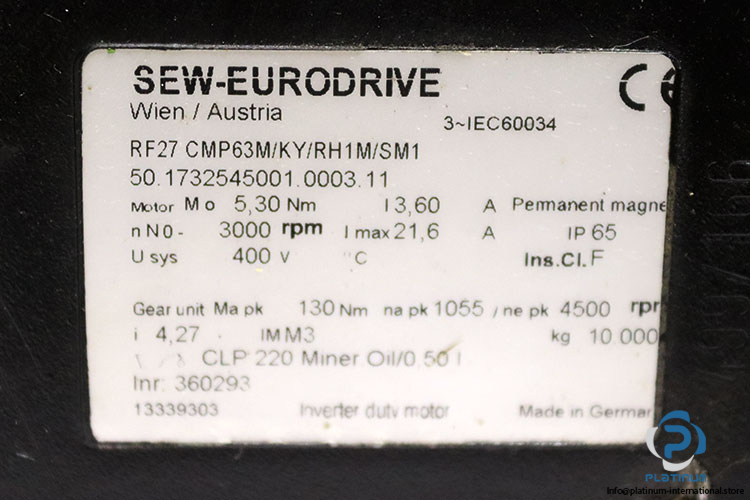 SEW-EURODRIVE CE
Wien / Austria
3~IEC60034
RF27 CMP63M/KY/RH1M/SM1
50.1732545001.0003.11
Motor Mo 5,30 Nm I 3,60 A Permanent magne
n N0- 3000 rpm I max 21,6 A IP 65
U sys 400 V °C Ins.Cl.F
Gear unit Ma pk 130 Nm na pk 1055 / ne pk 4500 rpr
i 4,27 IM M3 kg 10.000
CLP 220 Miner Oil/0,50 l
Inr: 360293
13339303 Inverter duty motor Made in German
PLATINUM
info@platinum-international.store